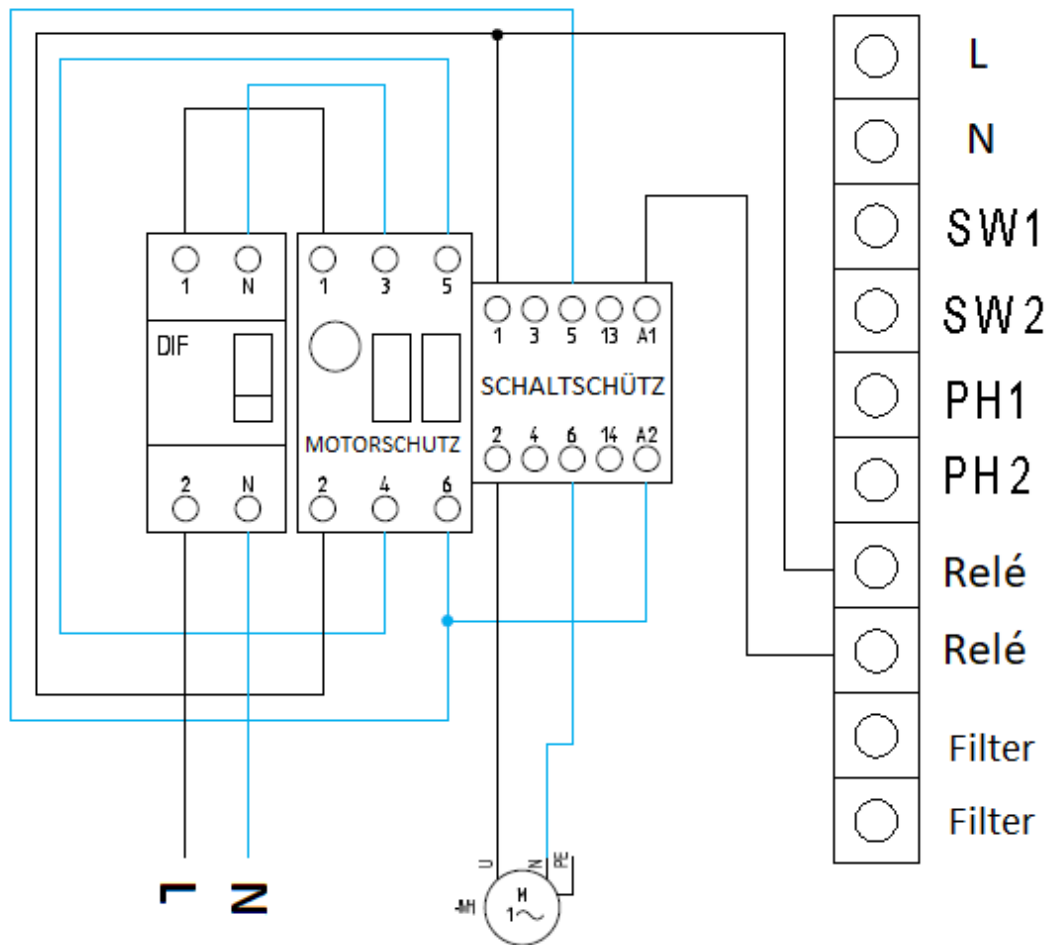 L
N
SW1
SW2
PH1
PH2
Relé
Relé
Filter
Filter
1 N
DIF
2 N
1 3 5
MOTORSCHUTZ
2 4 6
1 3 5 13 A1
SCHALTSCHÜTZ
2 4 6 14 A2
L N
U N PE
-M1
M
1~